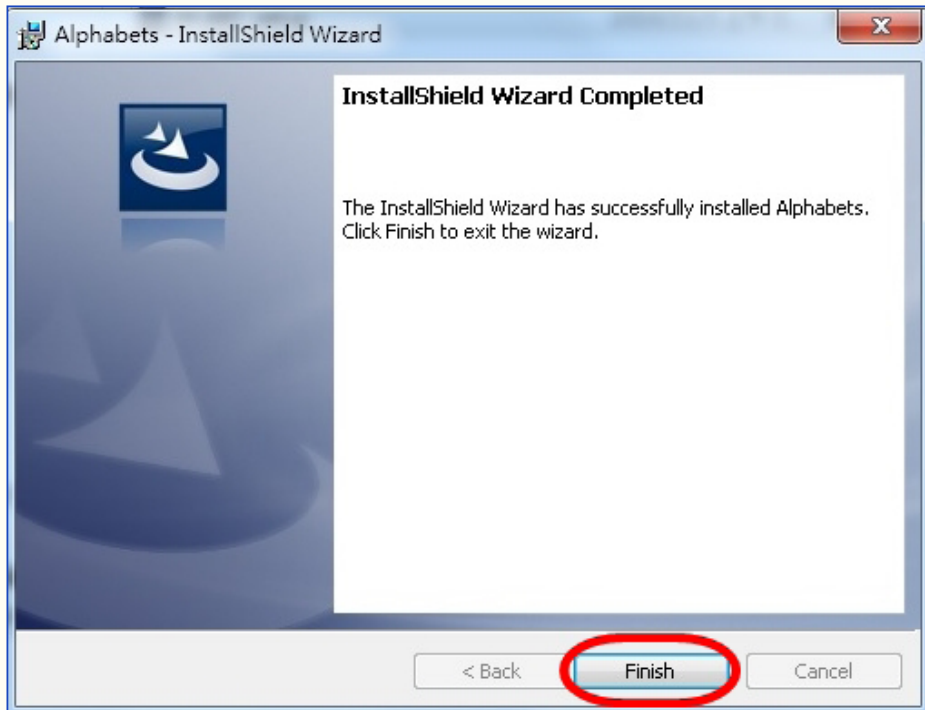 Alphabets - InstallShield Wizard
InstallShield Wizard Completed
The InstallShield Wizard has successfully installed Alphabets.
Click Finish to exit the wizard.
< Back
Finish
Cancel